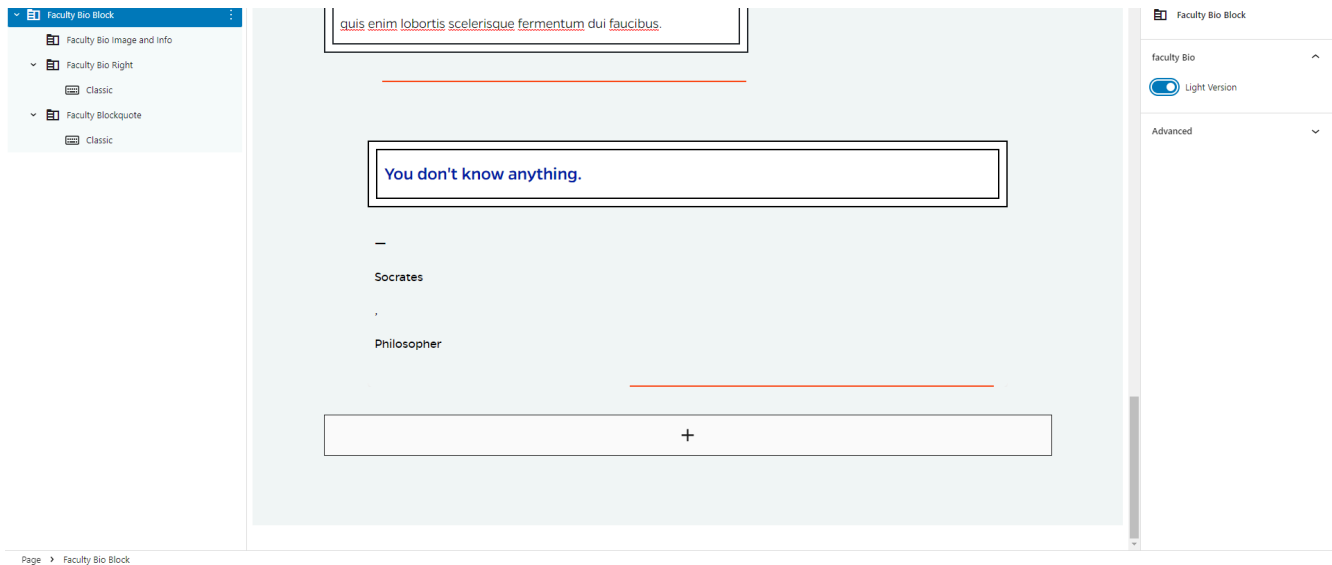 Faculty Bio Block
Faculty Bio Image and Info
Faculty Bio Right
Classic
Faculty Blockquote
Classic
quis enim lobortis scelerisque fermentum dui faucibus.
You don't know anything.
—
Socrates
,
Philosopher
+
Faculty Bio Block
faculty Bio
Light Version
Advanced
Page > Faculty Bio Block